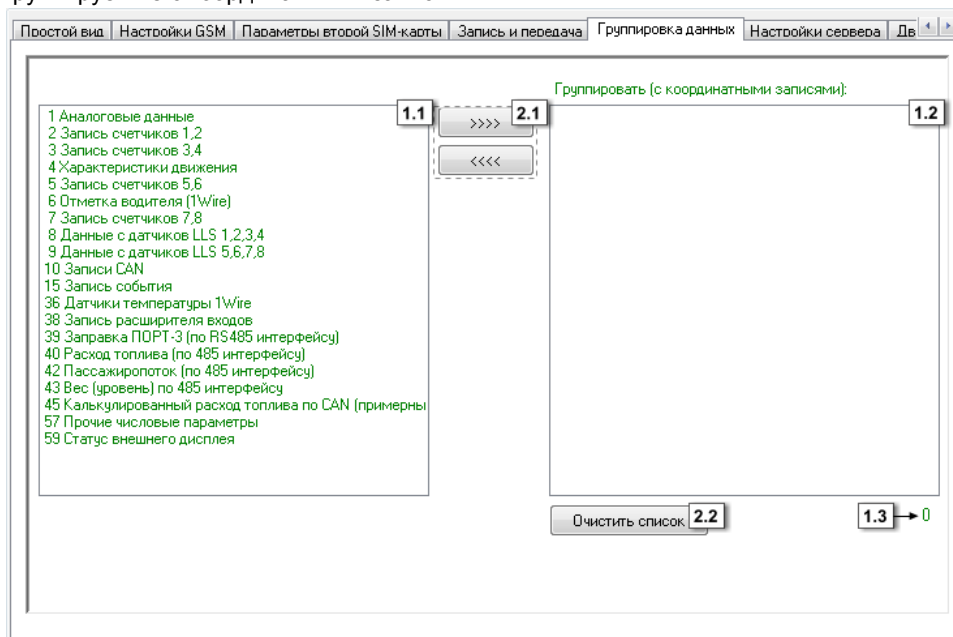 Простой вид Настройки GSM Параметры второй SIM-карты Запись и передача Группировка данных Настройки сервера Дв
Группировать (с координатными записями):
1.1
2.1
1.2
>>>>
<<<<
1 Аналоговые данные
2 Запись счетчиков 1,2
3 Запись счетчиков 3,4
4 Характеристики движения
5 Запись счетчиков 5,6
6 Отметка водителя (1Wire)
7 Запись счетчиков 7,8
8 Данные с датчиков LLS 1,2,3,4
9 Данные с датчиков LLS 5,6,7,8
10 Записи CAN
15 Запись события
36 Датчики температуры 1Wire
38 Запись расширителя входов
39 Заправка ПОРТ-3 (по RS485 интерфейсу)
40 Расход топлива (по 485 интерфейсу)
42 Пассажиропоток (по 485 интерфейсу)
43 Вес (уровень) по 485 интерфейсу
45 Калькулированный расход топлива по CAN (примерны
57 Прочие числовые параметры
59 Статус внешнего дисплея
Очистить список 2.2
1.3 0